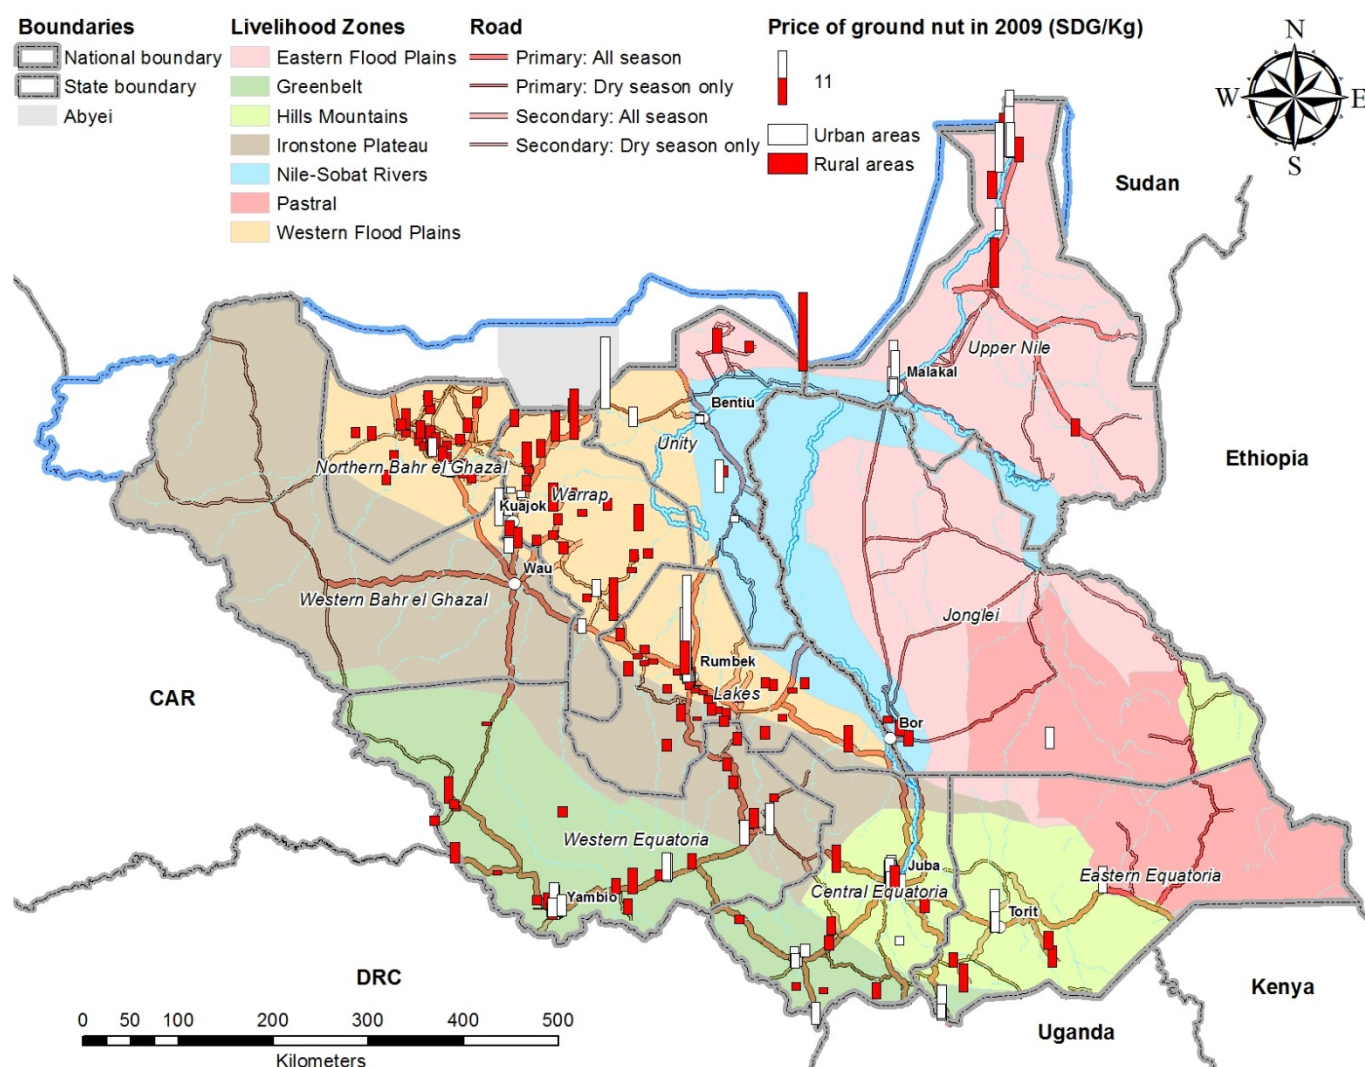 Boundaries
National boundary
State boundary
Abyei
Livelihood Zones
Eastern Flood Plains
Greenbelt
Hills Mountains
Ironstone Plateau
Nile-Sobat Rivers
Pastral
Western Flood Plains
Road
Primary: All season
Primary: Dry season only
Secondary: All season
Secondary: Dry season only
Price of ground nut in 2009 (SDG/Kg)
11
Urban areas
Rural areas
N
W E
S
Sudan
Upper Nile
Malakal
Bentiu
Unity
Ethiopia
Northern Bahr el Ghazal
Warrap
Kuajok
Wau
Western Bahr el Ghazal
Jonglei
Rumbek
Lakes
CAR
Bor
Western Equatoria
Juba
Eastern Equatoria
Central Equatoria
Yambio
Torit
DRC
Kenya
Uganda
0 50 100 200 300 400 500
Kilometers